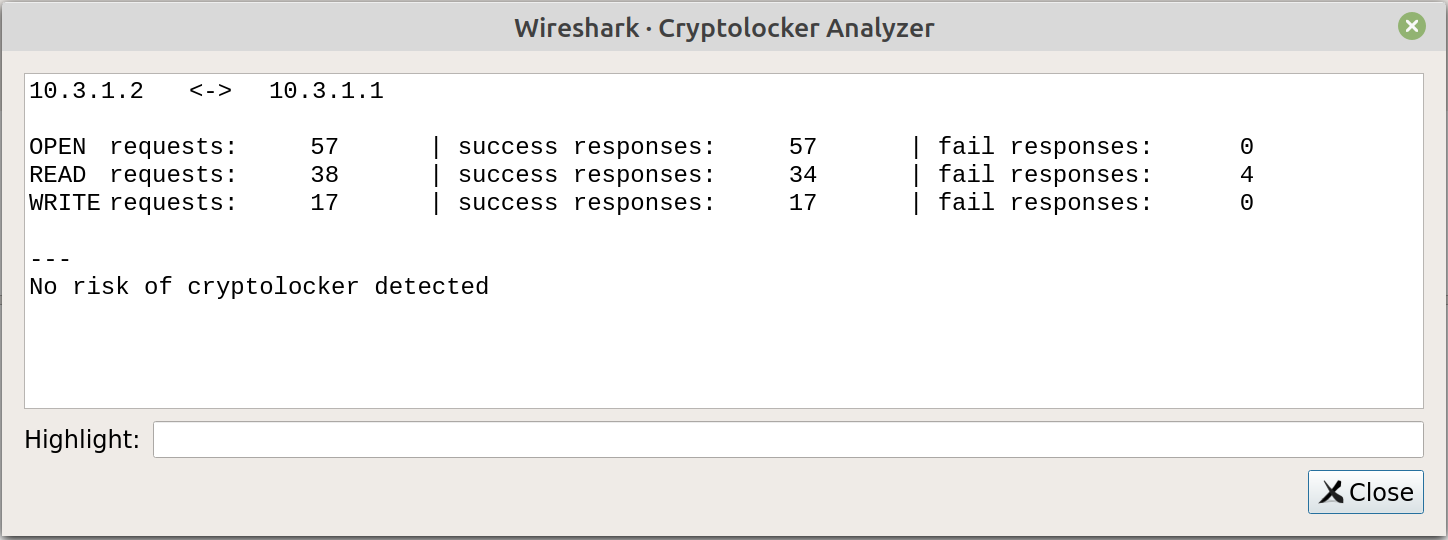 Wireshark · Cryptolocker Analyzer
10.3.1.2 <-> 10.3.1.1
OPEN requests: 57 | success responses: 57 | fail responses: 0
READ requests: 38 | success responses: 34 | fail responses: 4
WRITE requests: 17 | success responses: 17 | fail responses: 0
---
No risk of cryptolocker detected
Highlight:
Close